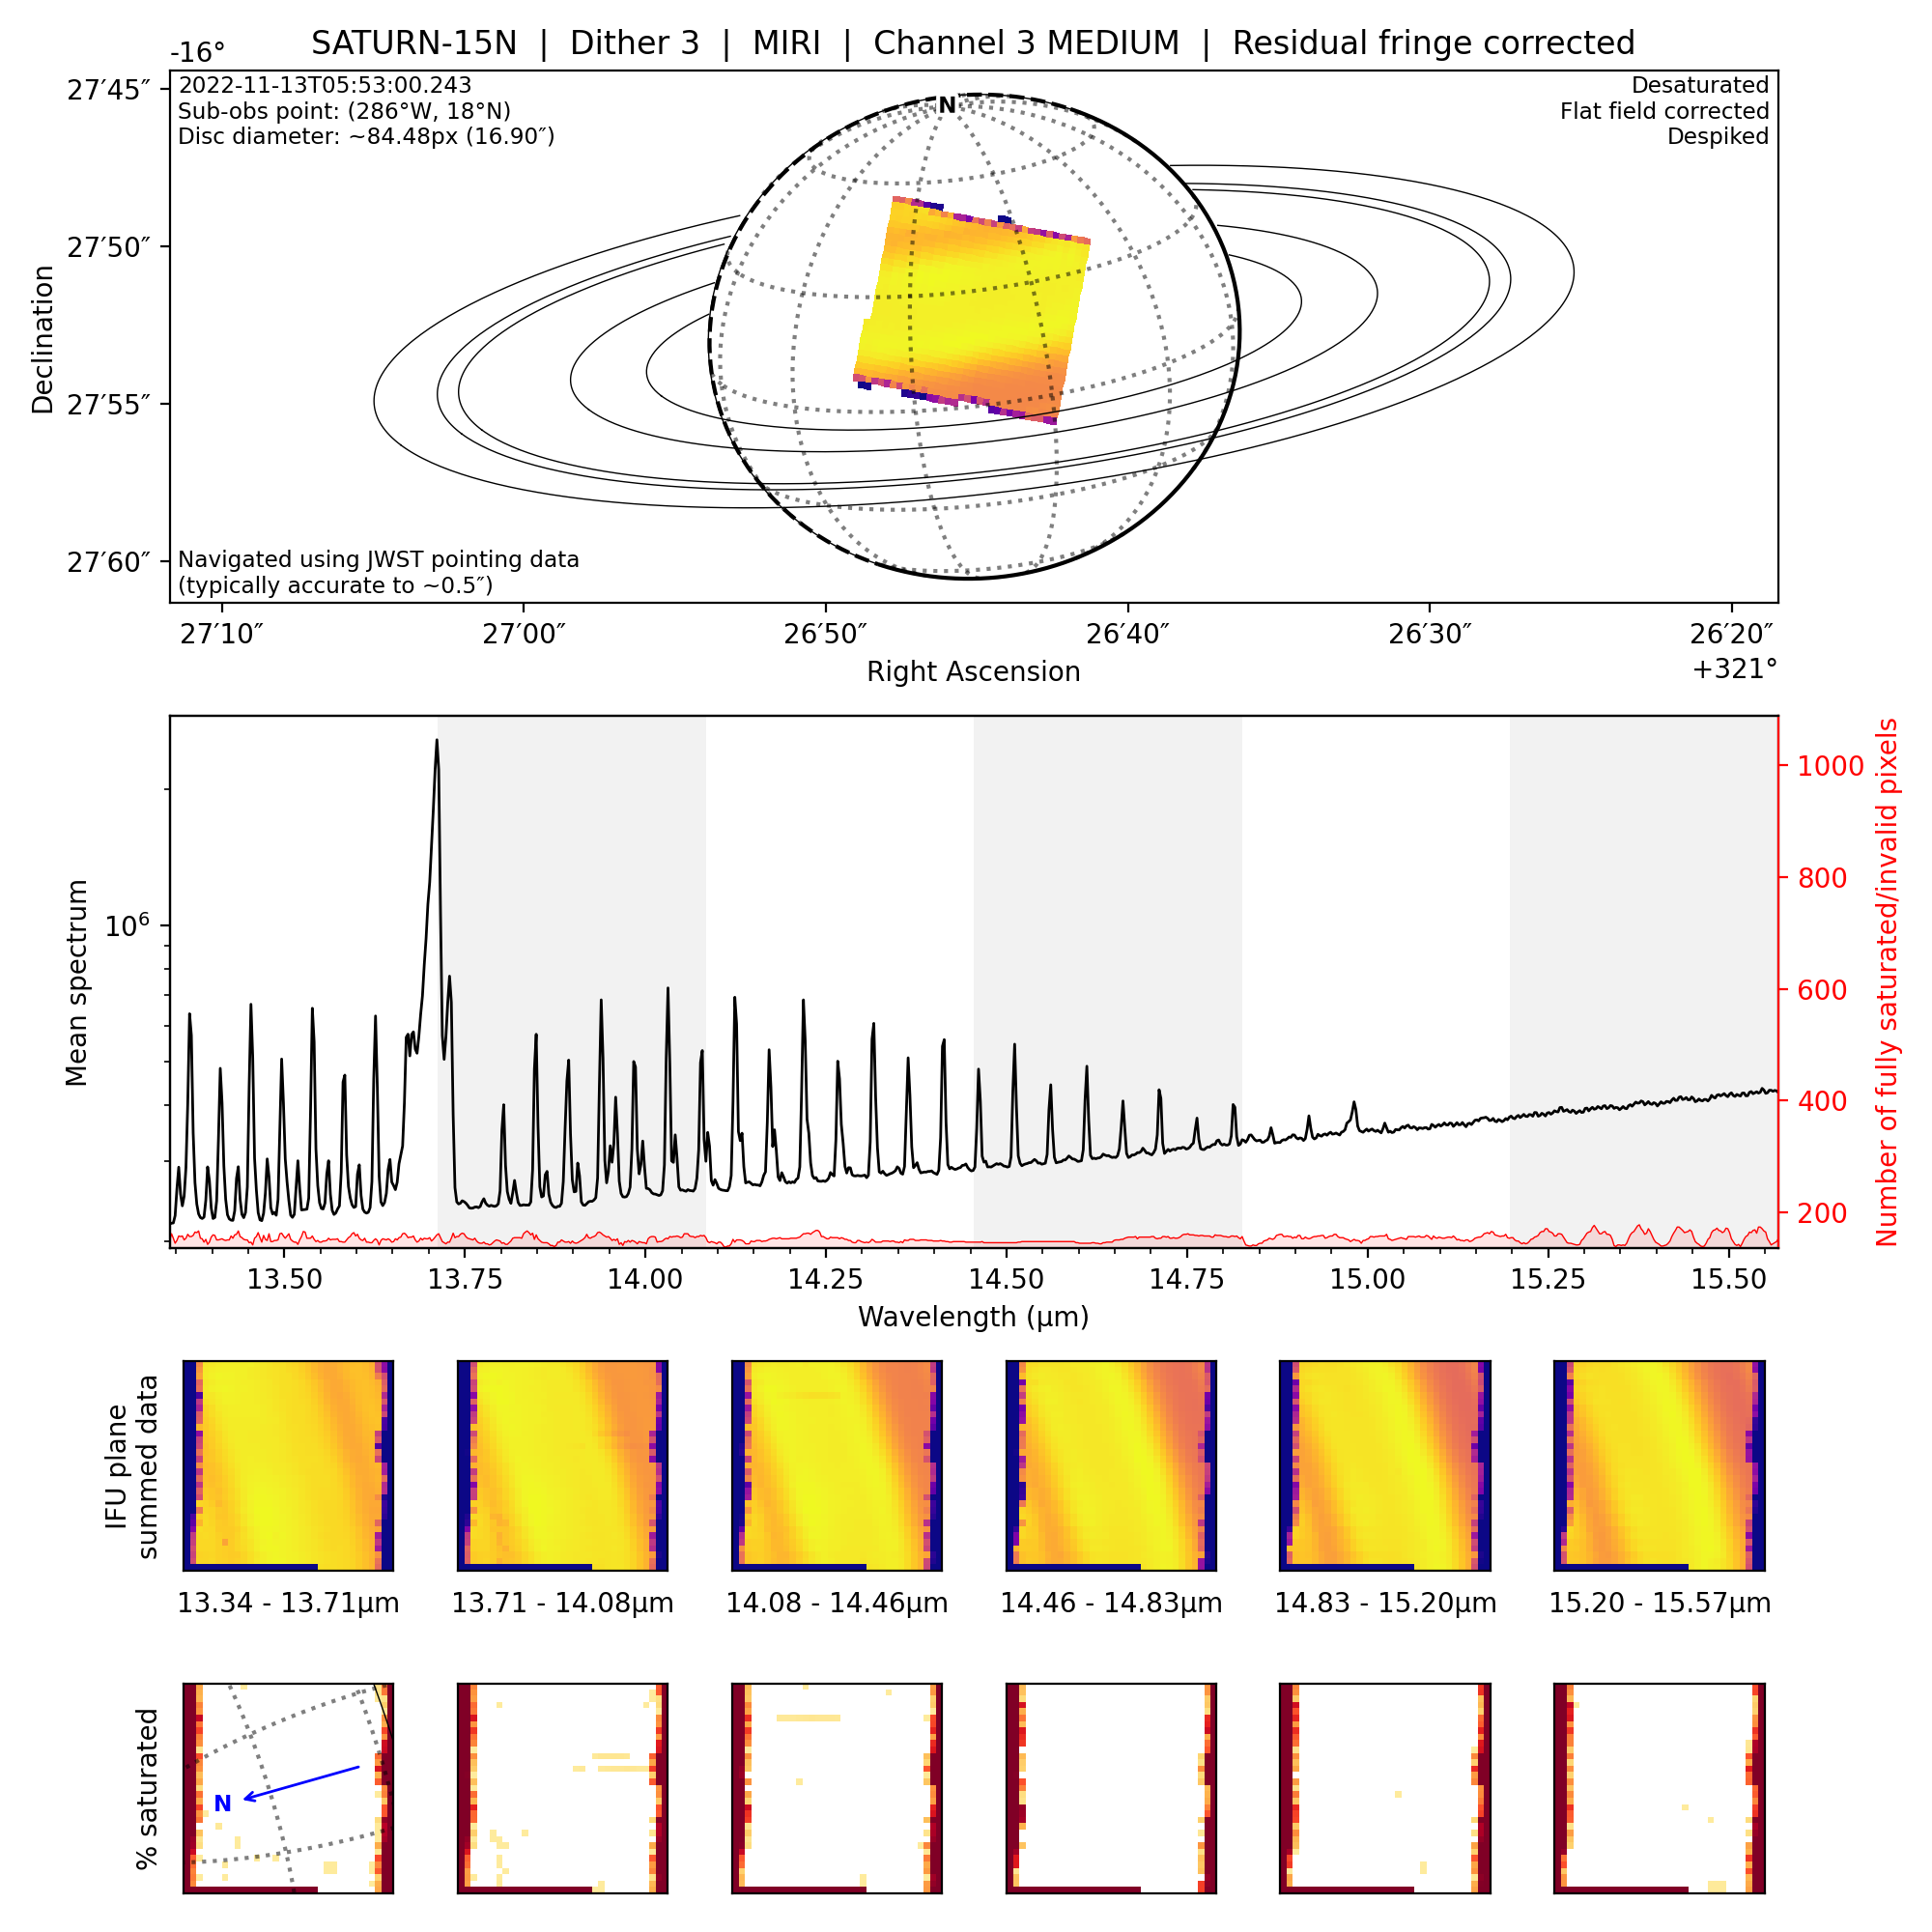 SATURN-15N | Dither 3 | MIRI | Channel 3 MEDIUM | Residual fringe corrected
-16°
2022-11-13T05:53:00.243
Sub-obs point: (286°W, 18°N)
Disc diameter: ~84.48px (16.90″)
Desaturated
Flat field corrected
Despiked
N
27′45″
27′50″
27′55″
27′60″
Declination
Navigated using JWST pointing data
(typically accurate to ~0.5″)
27′10″ 27′00″ 26′50″ 26′40″ 26′30″ 26′20″
Right Ascension
+321°
Mean spectrum
10⁶
1000
800
600
400
200
Number of fully saturated/invalid pixels
13.50 13.75 14.00 14.25 14.50 14.75 15.00 15.25 15.50
Wavelength (µm)
IFU plane
summed data
13.34 - 13.71µm 13.71 - 14.08µm 14.08 - 14.46µm 14.46 - 14.83µm 14.83 - 15.20µm 15.20 - 15.57µm
% saturated
N